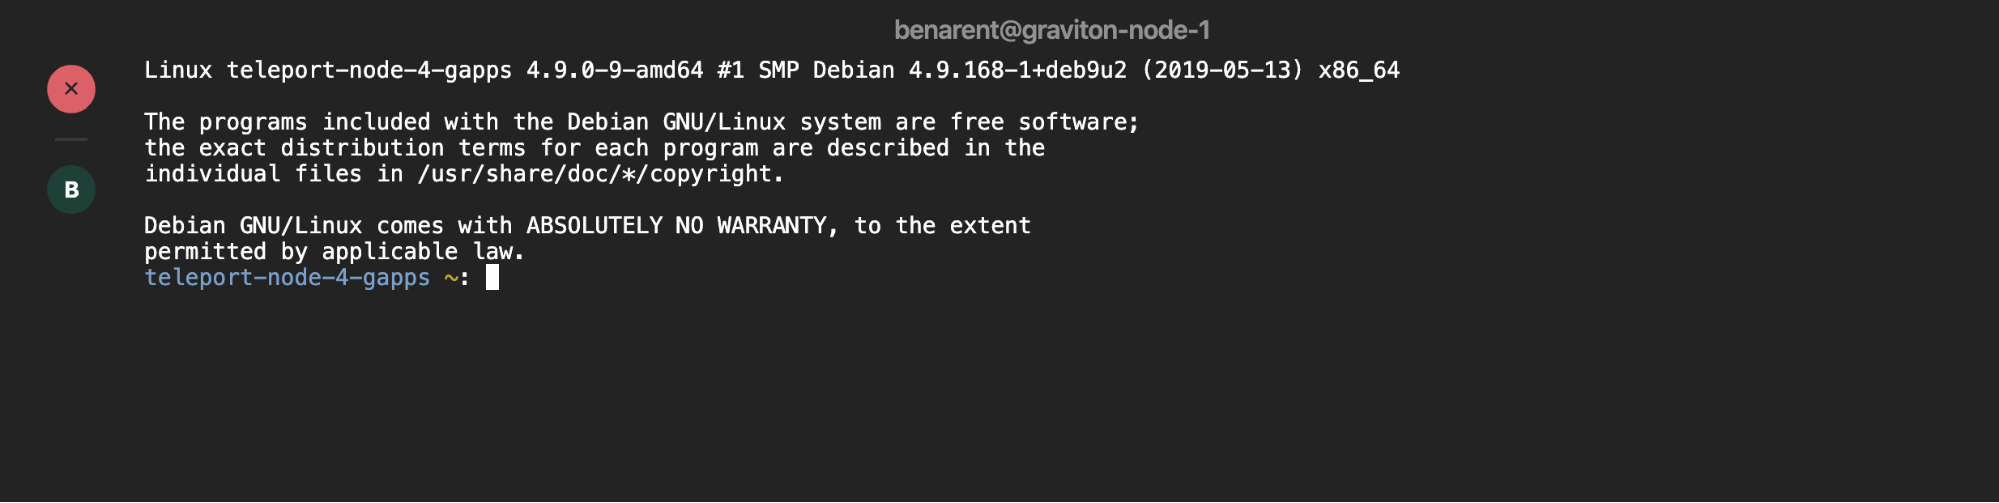 benarent@graviton-node-1
Linux teleport-node-4-gapps 4.9.0-9-amd64 #1 SMP Debian 4.9.168-1+deb9u2 (2019-05-13) x86_64
The programs included with the Debian GNU/Linux system are free software;
the exact distribution terms for each program are described in the
individual files in /usr/share/doc/*/copyright.
B
Debian GNU/Linux comes with ABSOLUTELY NO WARRANTY, to the extent
permitted by applicable law.
teleport-node-4-gapps ~: